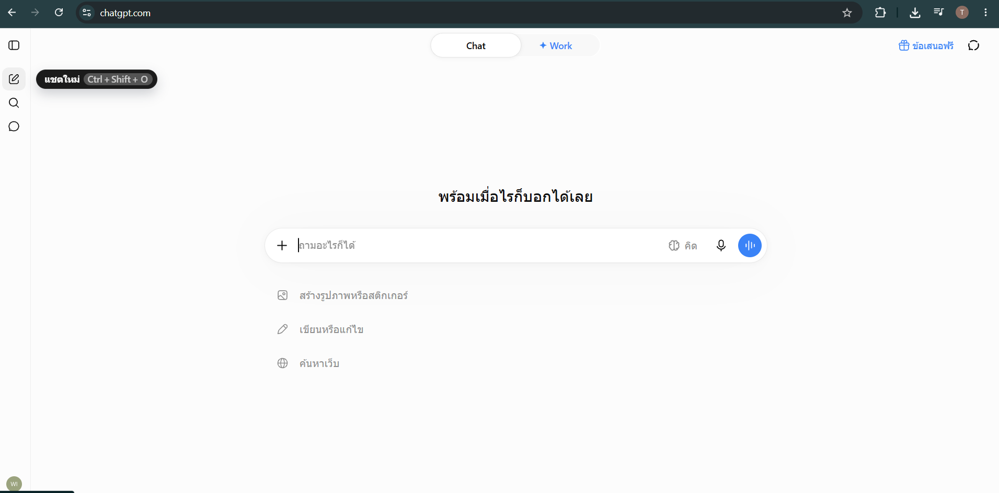 chatgpt.com
T
Chat
Work
ข้อเสนอฟรี
แชตใหม่ Ctrl + Shift + O
พร้อมเมื่อไรก็บอกได้เลย
ถามอะไรก็ได้
คิด
สร้างรูปภาพหรือสติกเกอร์
เขียนหรือแก้ไข
ค้นหาเว็บ
WI